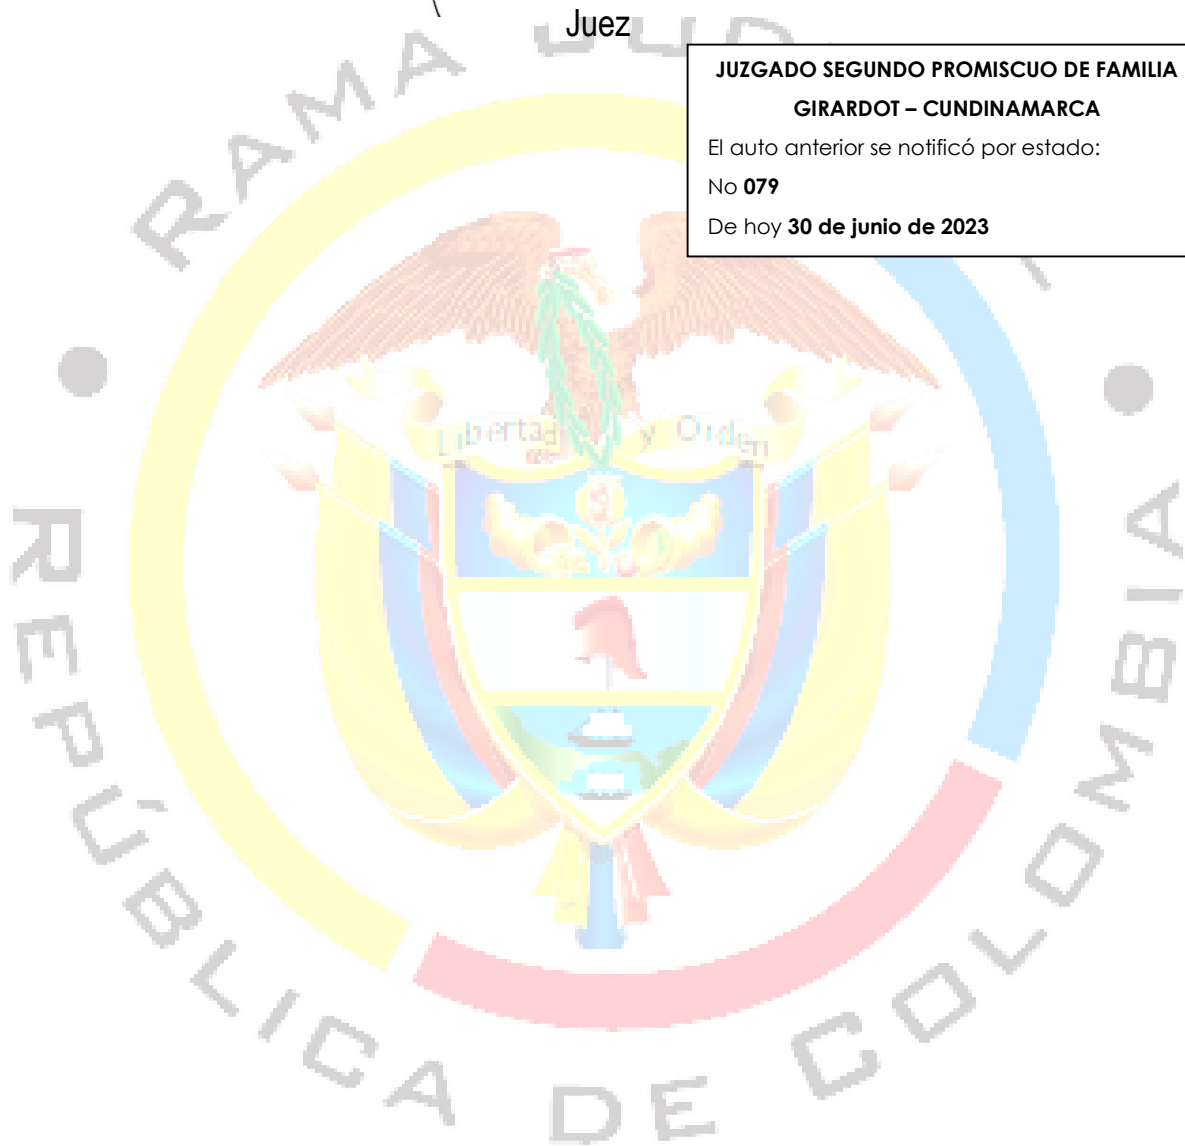 Juez
JUZGADO SEGUNDO PROMISCUO DE FAMILIA
GIRARDOT – CUNDINAMARCA
El auto anterior se notificó por estado:
No 079
De hoy 30 de junio de 2023
RAMA JUD
REPÚBLICA DE COLOMBIA
Libertad y Orden